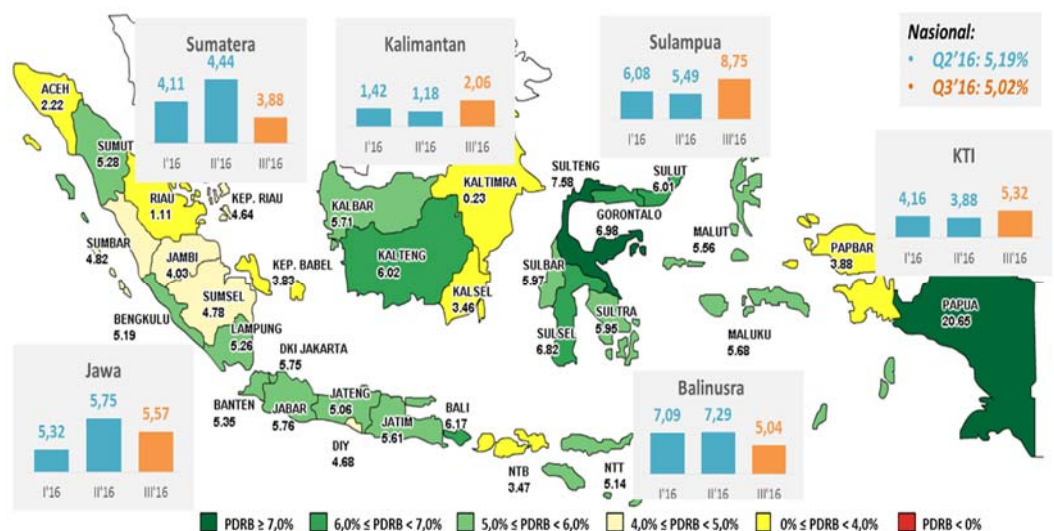 Sumatera
4,11
4,44
3,88
I'16
II'16
III'16
Kalimantan
1,42
1,18
2,06
I'16
II'16
III'16
Sulampua
6,08
5,49
8,75
I'16
II'16
III'16
Nasional:
• Q2'16: 5,19%
• Q3'16: 5,02%
KTI
4,16
3,88
5,32
I'16
II'16
III'16
ACEH
2.22
SUMUT
5.28
RIAU
1.11
KEP. RIAU
4.64
SUMBAR
4.82
JAMBI
4.03
KEP. BABEL
3.83
SUMSEL
4.78
BENGKULU
5.19
LAMPUNG
5.26
KALBAR
5.71
KALTENG
6.02
KALTIMRA
0.23
KALSEL
3.46
SULTENG
7.58
SULUT
6.01
GORONTALO
6.98
SULBAR
5.97
SULTRA
5.95
SULSEL
6.82
MALUT
5.56
MALUKU
5.68
PAPBAR
3.88
PAPUA
20.65
DKI JAKARTA
5.75
BANTEN
5.35
JABAR
5.76
JATENG
5.06
DIY
4.68
JATIM
5.61
BALI
6.17
NTB
3.47
NTT
5.14
Jawa
5,32
5,75
5,57
I'16
II'16
III'16
Balinusra
7,09
7,29
5,04
I'16
II'16
III'16
PDRB ≥ 7,0%
6,0% ≤ PDRB < 7,0%
5,0% ≤ PDRB < 6,0%
4,0% ≤ PDRB < 5,0%
0% ≤ PDRB < 4,0%
PDRB < 0%